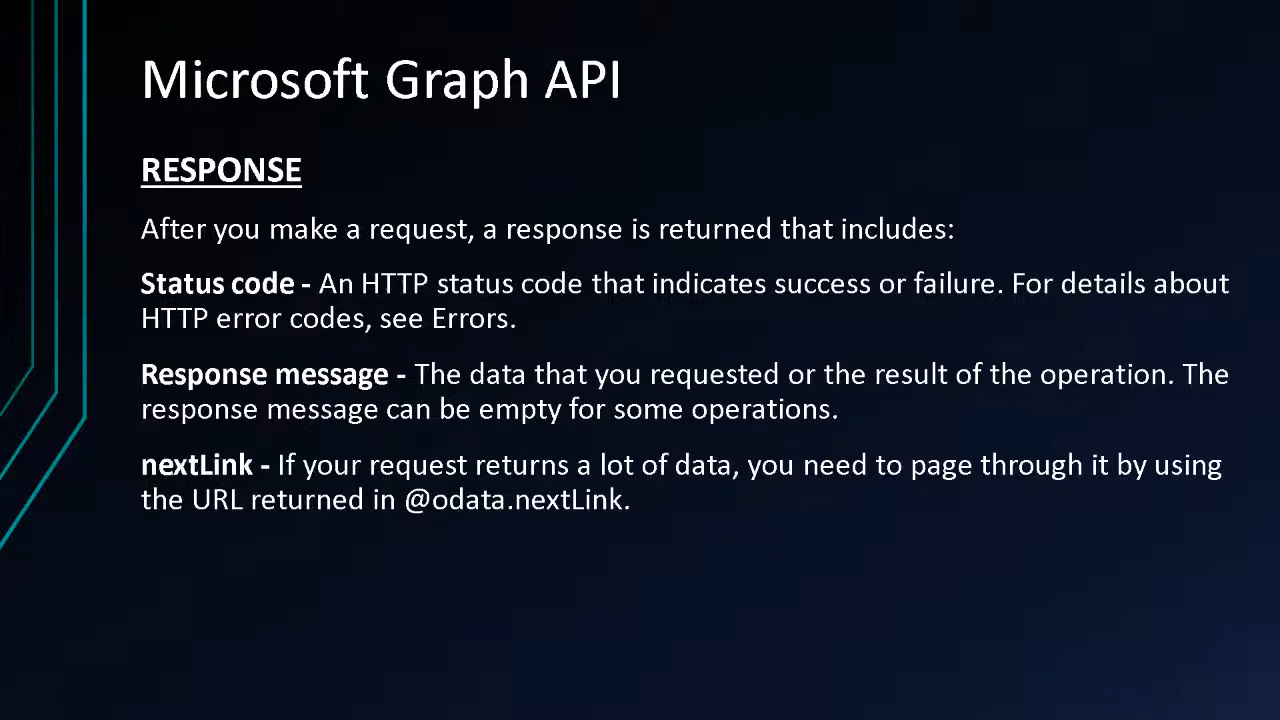 Microsoft Graph API
RESPONSE
After you make a request, a response is returned that includes:
Status code - An HTTP status code that indicates success or failure. For details about
HTTP error codes, see Errors.
Response message - The data that you requested or the result of the operation. The
response message can be empty for some operations.
nextLink - If your request returns a lot of data, you need to page through it by using
the URL returned in @odata.nextLink.